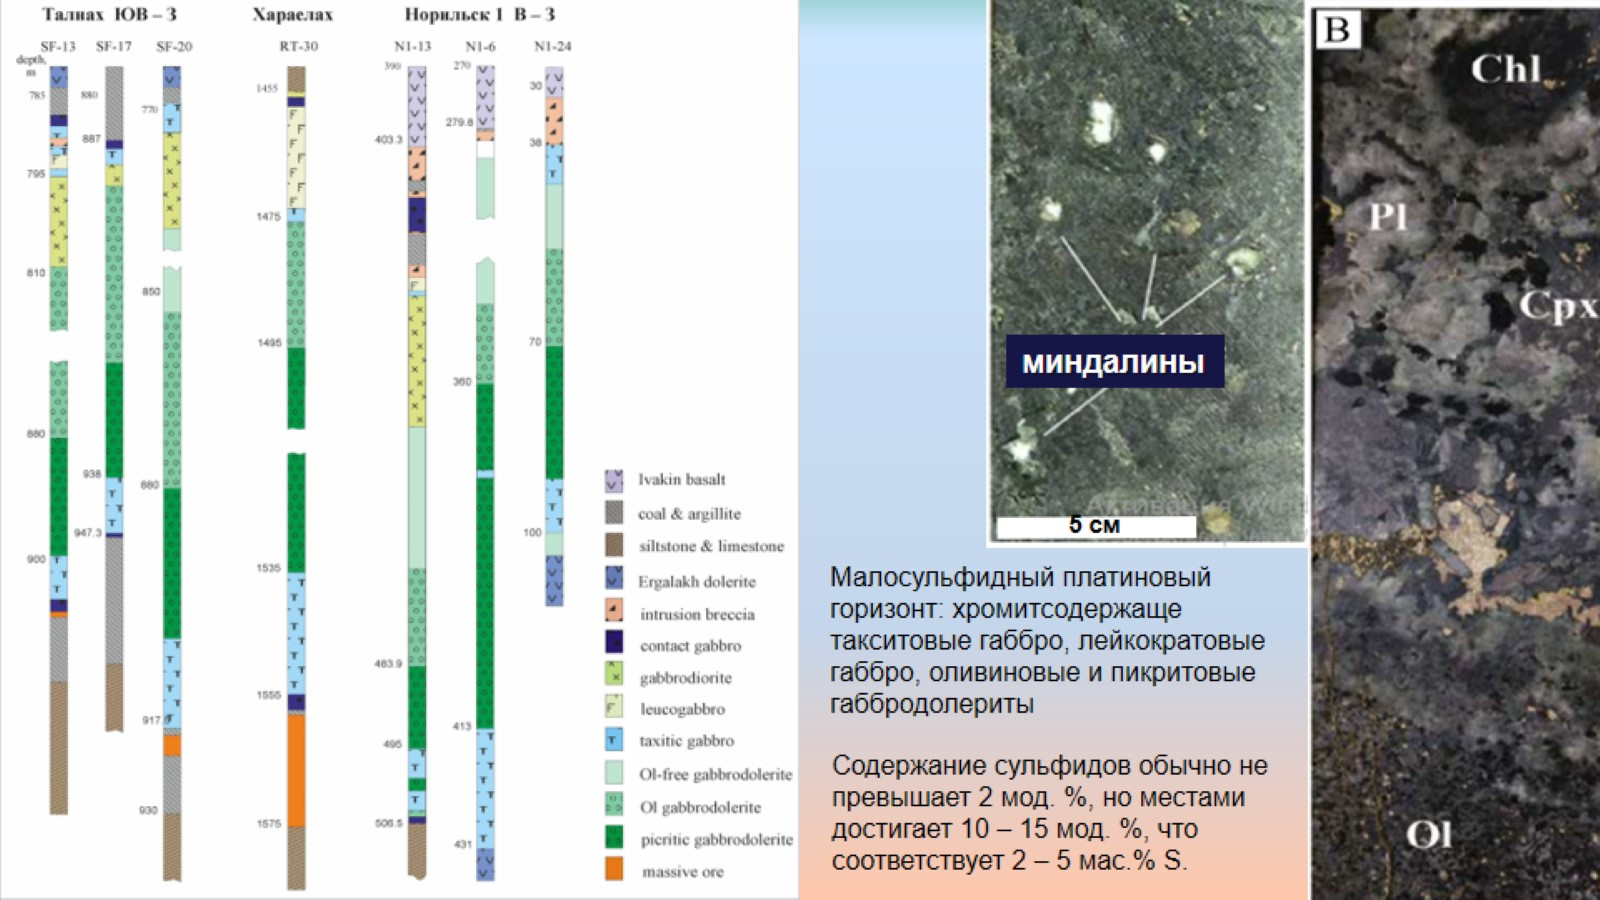 Талнах ЮВ – З
Хараелах
Норильск 1 В – З
SF-13
SF-17
SF-20
RT-30
N1-13
N1-6
N1-24
depth,
m
785
795
810
880
900
880
887
938
947.3
770
850
880
917.
930
1455
1475
1495
1535
1555
1575
390
403.3
483.9
495
506.5
270
279.8
360
413
431
30
38
70
100
Ivakin basalt
coal & argillite
siltstone & limestone
Ergalakh dolerite
intrusion breccia
contact gabbro
gabbrodiorite
leucogabbro
taxitic gabbro
Ol-free gabbrodolerite
Ol gabbrodolerite
picritic gabbrodolerite
massive ore
миндалины
5 см
Малосульфидный платиновый
горизонт: хромитсодержаще
такситовые габбро, лейкократовые
габбро, оливиновые и пикритовые
габбродолериты
Содержание сульфидов обычно не
превышает 2 мод. %, но местами
достигает 10 – 15 мод. %, что
соответствует 2 – 5 мас.% S.
B
Chl
Pl
Cpx
Ol